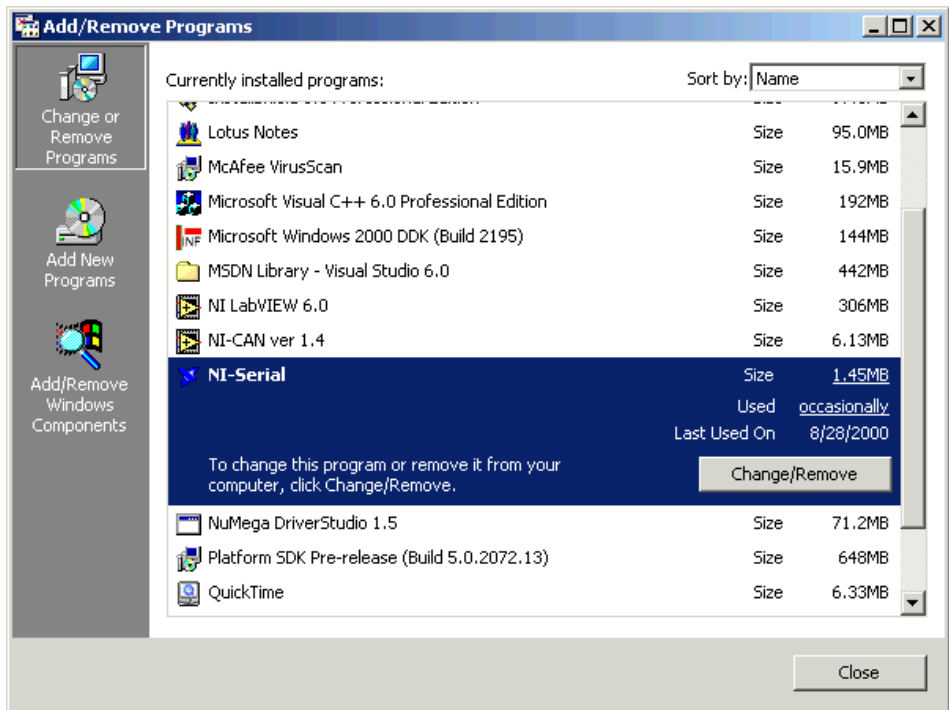 Add/Remove Programs
Change or
Remove
Programs
Add New
Programs
Add/Remove
Windows
Components
Currently installed programs:
Sort by: Name
Lotus Notes Size 95.0MB
McAfee VirusScan Size 15.9MB
Microsoft Visual C++ 6.0 Professional Edition Size 192MB
INF Microsoft Windows 2000 DDK (Build 2195) Size 144MB
MSDN Library - Visual Studio 6.0 Size 442MB
NI LabVIEW 6.0 Size 306MB
NI-CAN ver 1.4 Size 6.13MB
NI-Serial Size 1.45MB
Used occasionally
Last Used On 8/28/2000
To change this program or remove it from your
computer, click Change/Remove.
Change/Remove
NuMega DriverStudio 1.5 Size 71.2MB
Platform SDK Pre-release (Build 5.0.2072.13) Size 648MB
QuickTime Size 6.33MB
Close